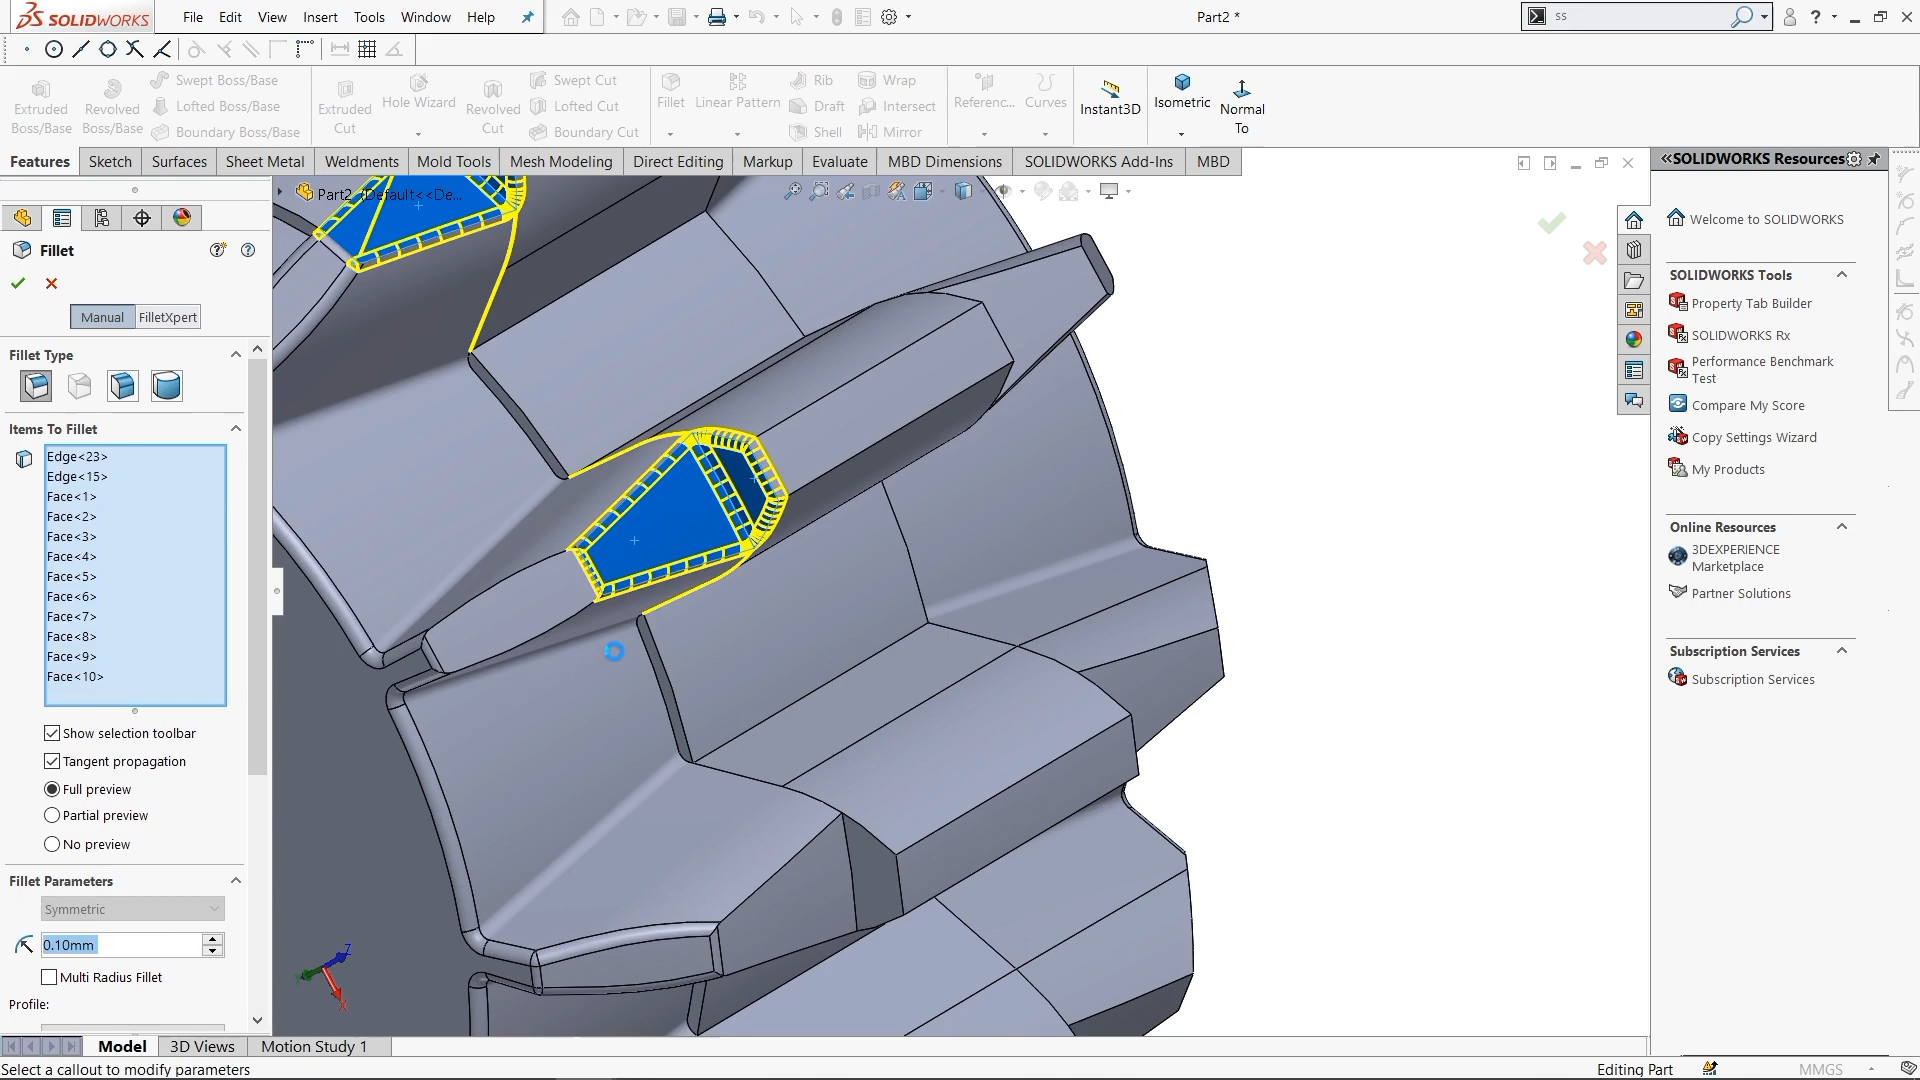 SOLIDWORKS File Edit View Insert Tools Window Help Part2 * ss
Extruded Boss/Base
Revolved Boss/Base
Swept Boss/Base
Lofted Boss/Base
Boundary Boss/Base
Extruded Cut
Hole Wizard
Revolved Cut
Swept Cut
Lofted Cut
Boundary Cut
Fillet
Linear Pattern
Rib
Draft
Shell
Wrap
Intersect
Mirror
Referenc...
Curves
Instant3D
Isometric
Normal To
Features Sketch Surfaces Sheet Metal Weldments Mold Tools Mesh Modeling Direct Editing Markup Evaluate MBD Dimensions SOLIDWORKS Add-Ins MBD
Part2 (Default<<De...
Fillet
Manual FilletXpert
Fillet Type
Items To Fillet
Edge<23>
Edge<15>
Face<1>
Face<2>
Face<3>
Face<4>
Face<5>
Face<6>
Face<7>
Face<8>
Face<9>
Face<10>
Show selection toolbar
Tangent propagation
Full preview
Partial preview
No preview
Fillet Parameters
Symmetric
0.10mm
Multi Radius Fillet
Profile:
Z
X
SOLIDWORKS Resources
Welcome to SOLIDWORKS
SOLIDWORKS Tools
Property Tab Builder
SOLIDWORKS Rx
Performance Benchmark
Test
Compare My Score
Copy Settings Wizard
My Products
Online Resources
3DEXPERIENCE
Marketplace
Partner Solutions
Subscription Services
Subscription Services
Model 3D Views Motion Study 1
Select a callout to modify parameters Editing Part MMGS